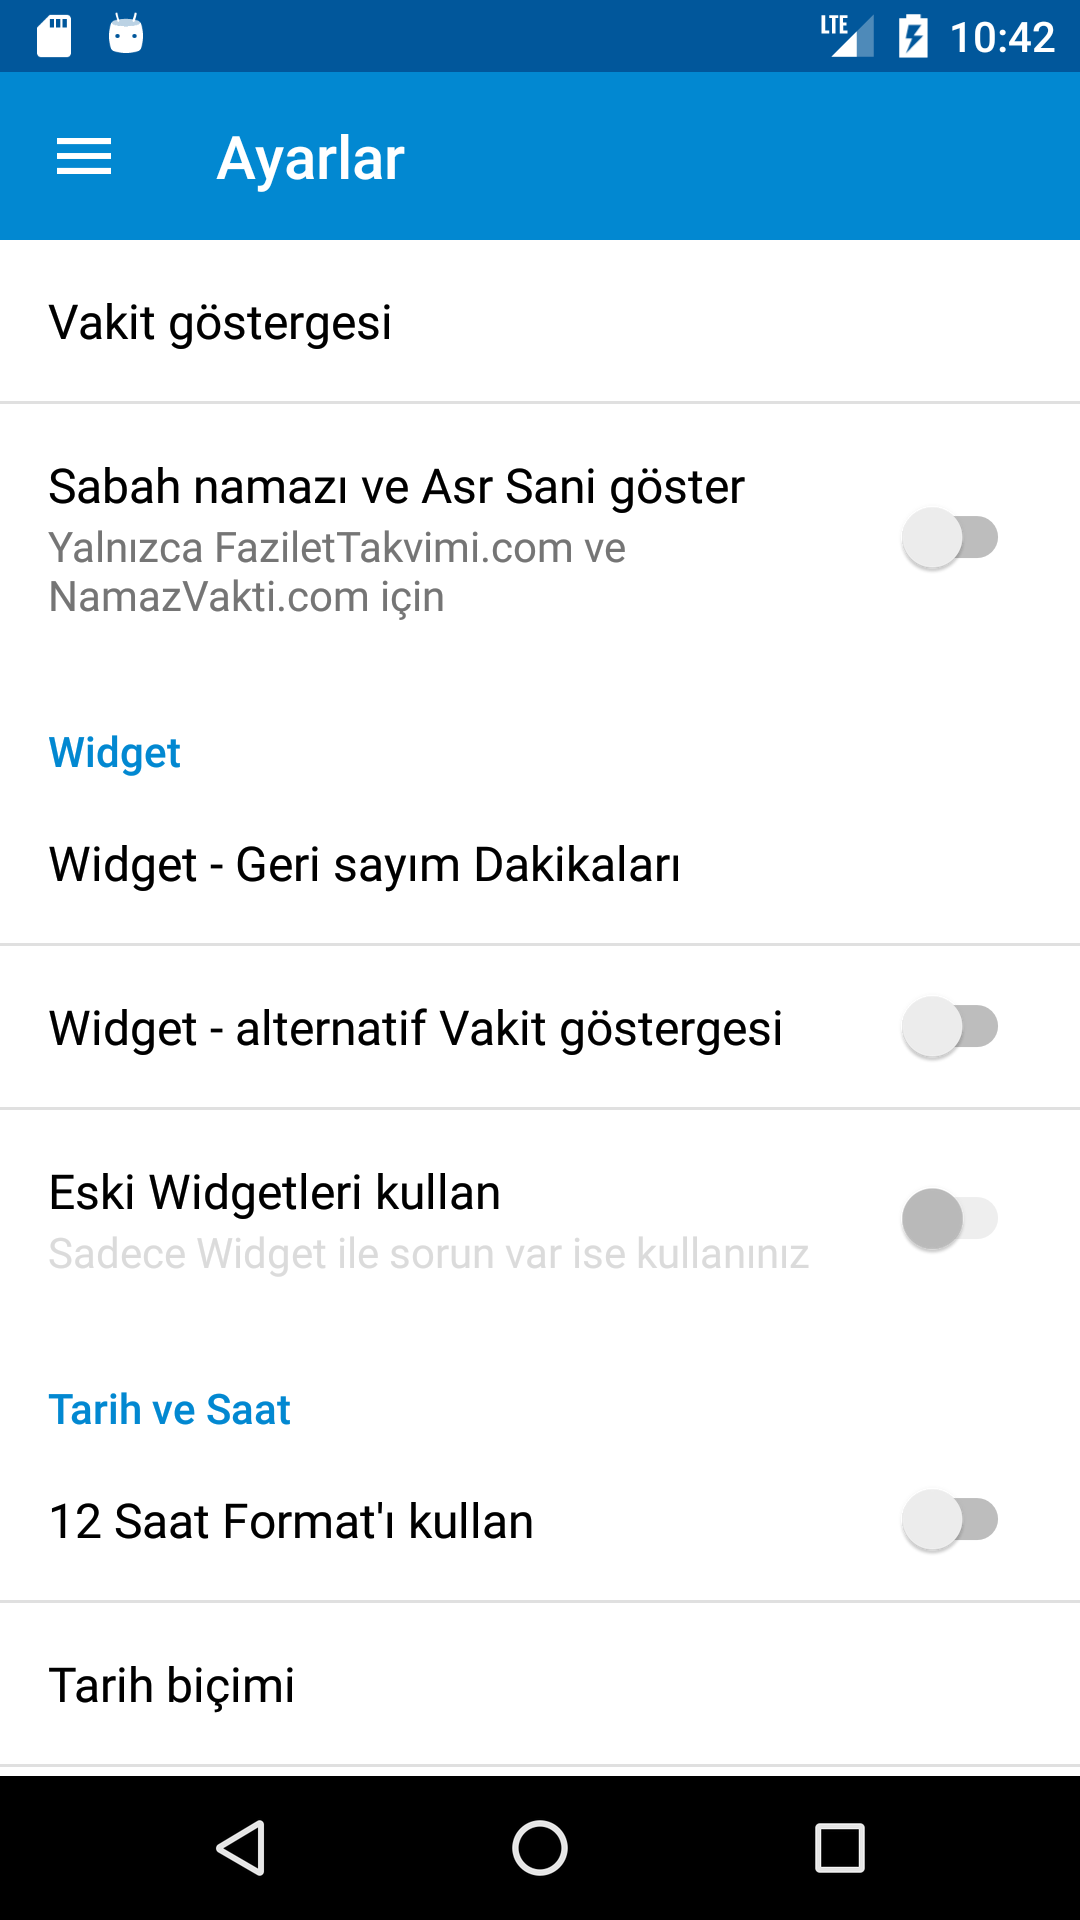 LTE 10:42
Ayarlar
Vakit göstergesi
Sabah namazı ve Asr Sani göster
Yalnızca FaziletTakvimi.com ve
NamazVakti.com için
Widget
Widget - Geri sayım Dakikaları
Widget - alternatif Vakit göstergesi
Eski Widgetleri kullan
Sadece Widget ile sorun var ise kullanınız
Tarih ve Saat
12 Saat Format'ı kullan
Tarih biçimi